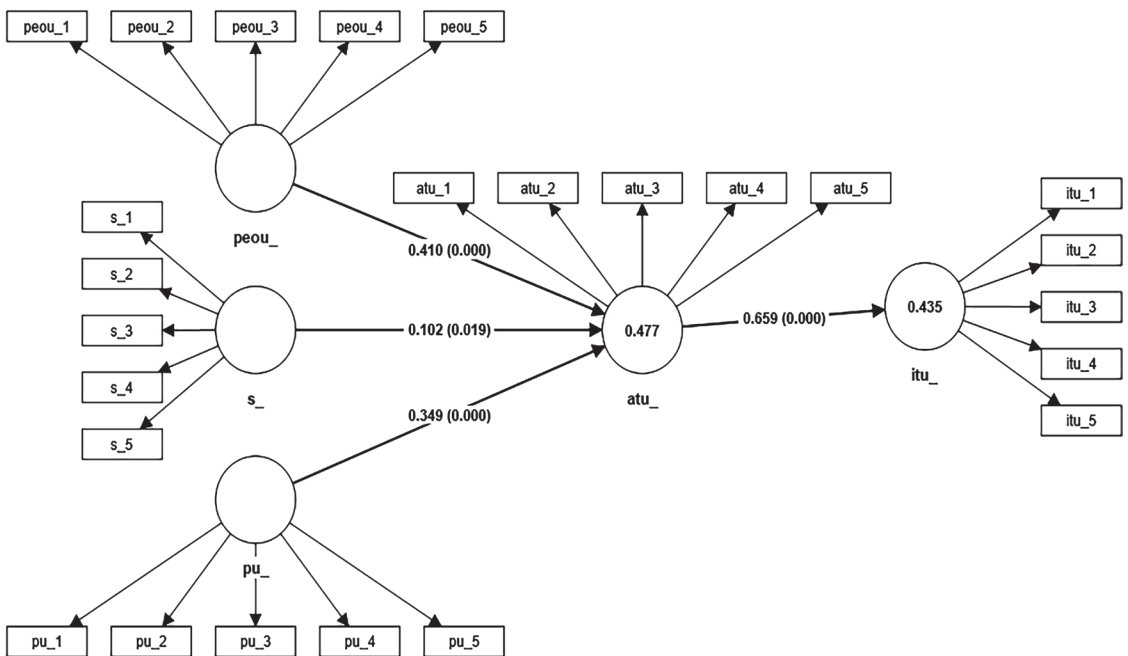 peou_1 peou_2 peou_3 peou_4 peou_5
peou_
s_1
s_2
s_3
s_4
s_5
s_
pu_
pu_1 pu_2 pu_3 pu_4 pu_5
0.410 (0.000)
0.102 (0.019)
0.349 (0.000)
atu_1 atu_2 atu_3 atu_4 atu_5
0.477
atu_
0.659 (0.000)
0.435
itu_
itu_1
itu_2
itu_3
itu_4
itu_5